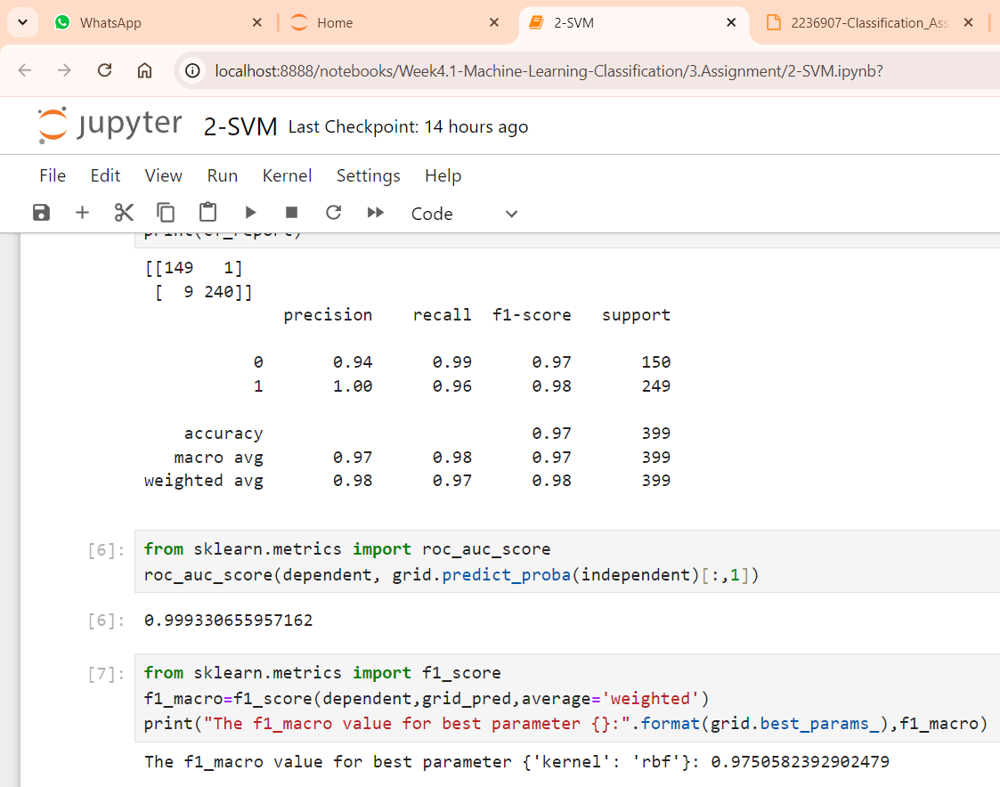 WhatsApp
Home
2-SVM
2236907-Classification_Ass
localhost:8888/notebooks/Week4.1-Machine-Learning-Classification/3.Assignment/2-SVM.ipynb?
jupyter 2-SVM Last Checkpoint: 14 hours ago
File Edit View Run Kernel Settings Help
Code
print(cf_report)
[[149   1]
 [  9 240]]
precision recall f1-score support
0 0.94 0.99 0.97 150
1 1.00 0.96 0.98 249
accuracy 0.97 399
macro avg 0.97 0.98 0.97 399
weighted avg 0.98 0.97 0.98 399
[6]: from sklearn.metrics import roc_auc_score
roc_auc_score(dependent, grid.predict_proba(independent)[:,1])
[6]: 0.999330655957162
[7]: from sklearn.metrics import f1_score
f1_macro=f1_score(dependent,grid_pred,average='weighted')
print("The f1_macro value for best parameter {}:".format(grid.best_params_),f1_macro)
The f1_macro value for best parameter {'kernel': 'rbf'}: 0.9750582392902479